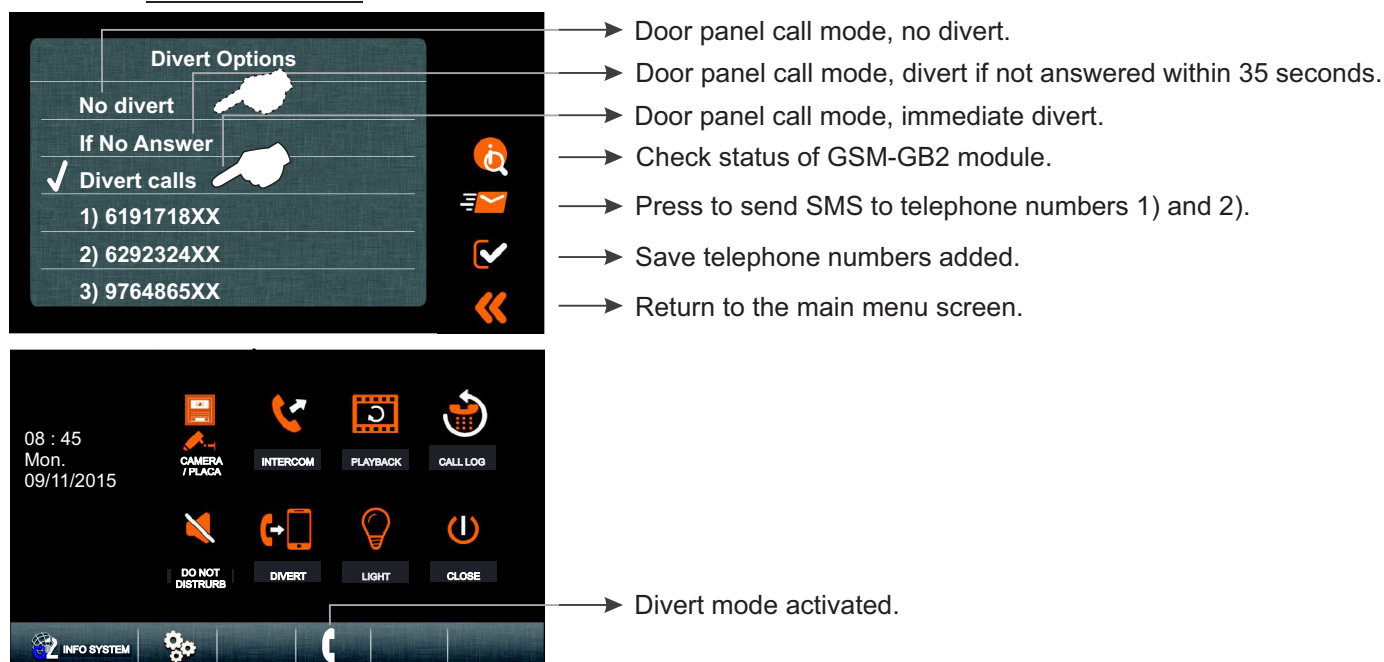 Divert Options
No divert
If No Answer
Divert calls
1) 6191718XX
2) 6292324XX
3) 9764865XX
Door panel call mode, no divert.
Door panel call mode, divert if not answered within 35 seconds.
Door panel call mode, immediate divert.
Check status of GSM-GB2 module.
Press to send SMS to telephone numbers 1) and 2).
Save telephone numbers added.
Return to the main menu screen.
08 : 45
Mon.
09/11/2015
CAMERA
/ PLACA
INTERCOM
PLAYBACK
CALL LOG
DO NOT
DISTRURB
DIVERT
LIGHT
CLOSE
Divert mode activated.
e2 INFO SYSTEM